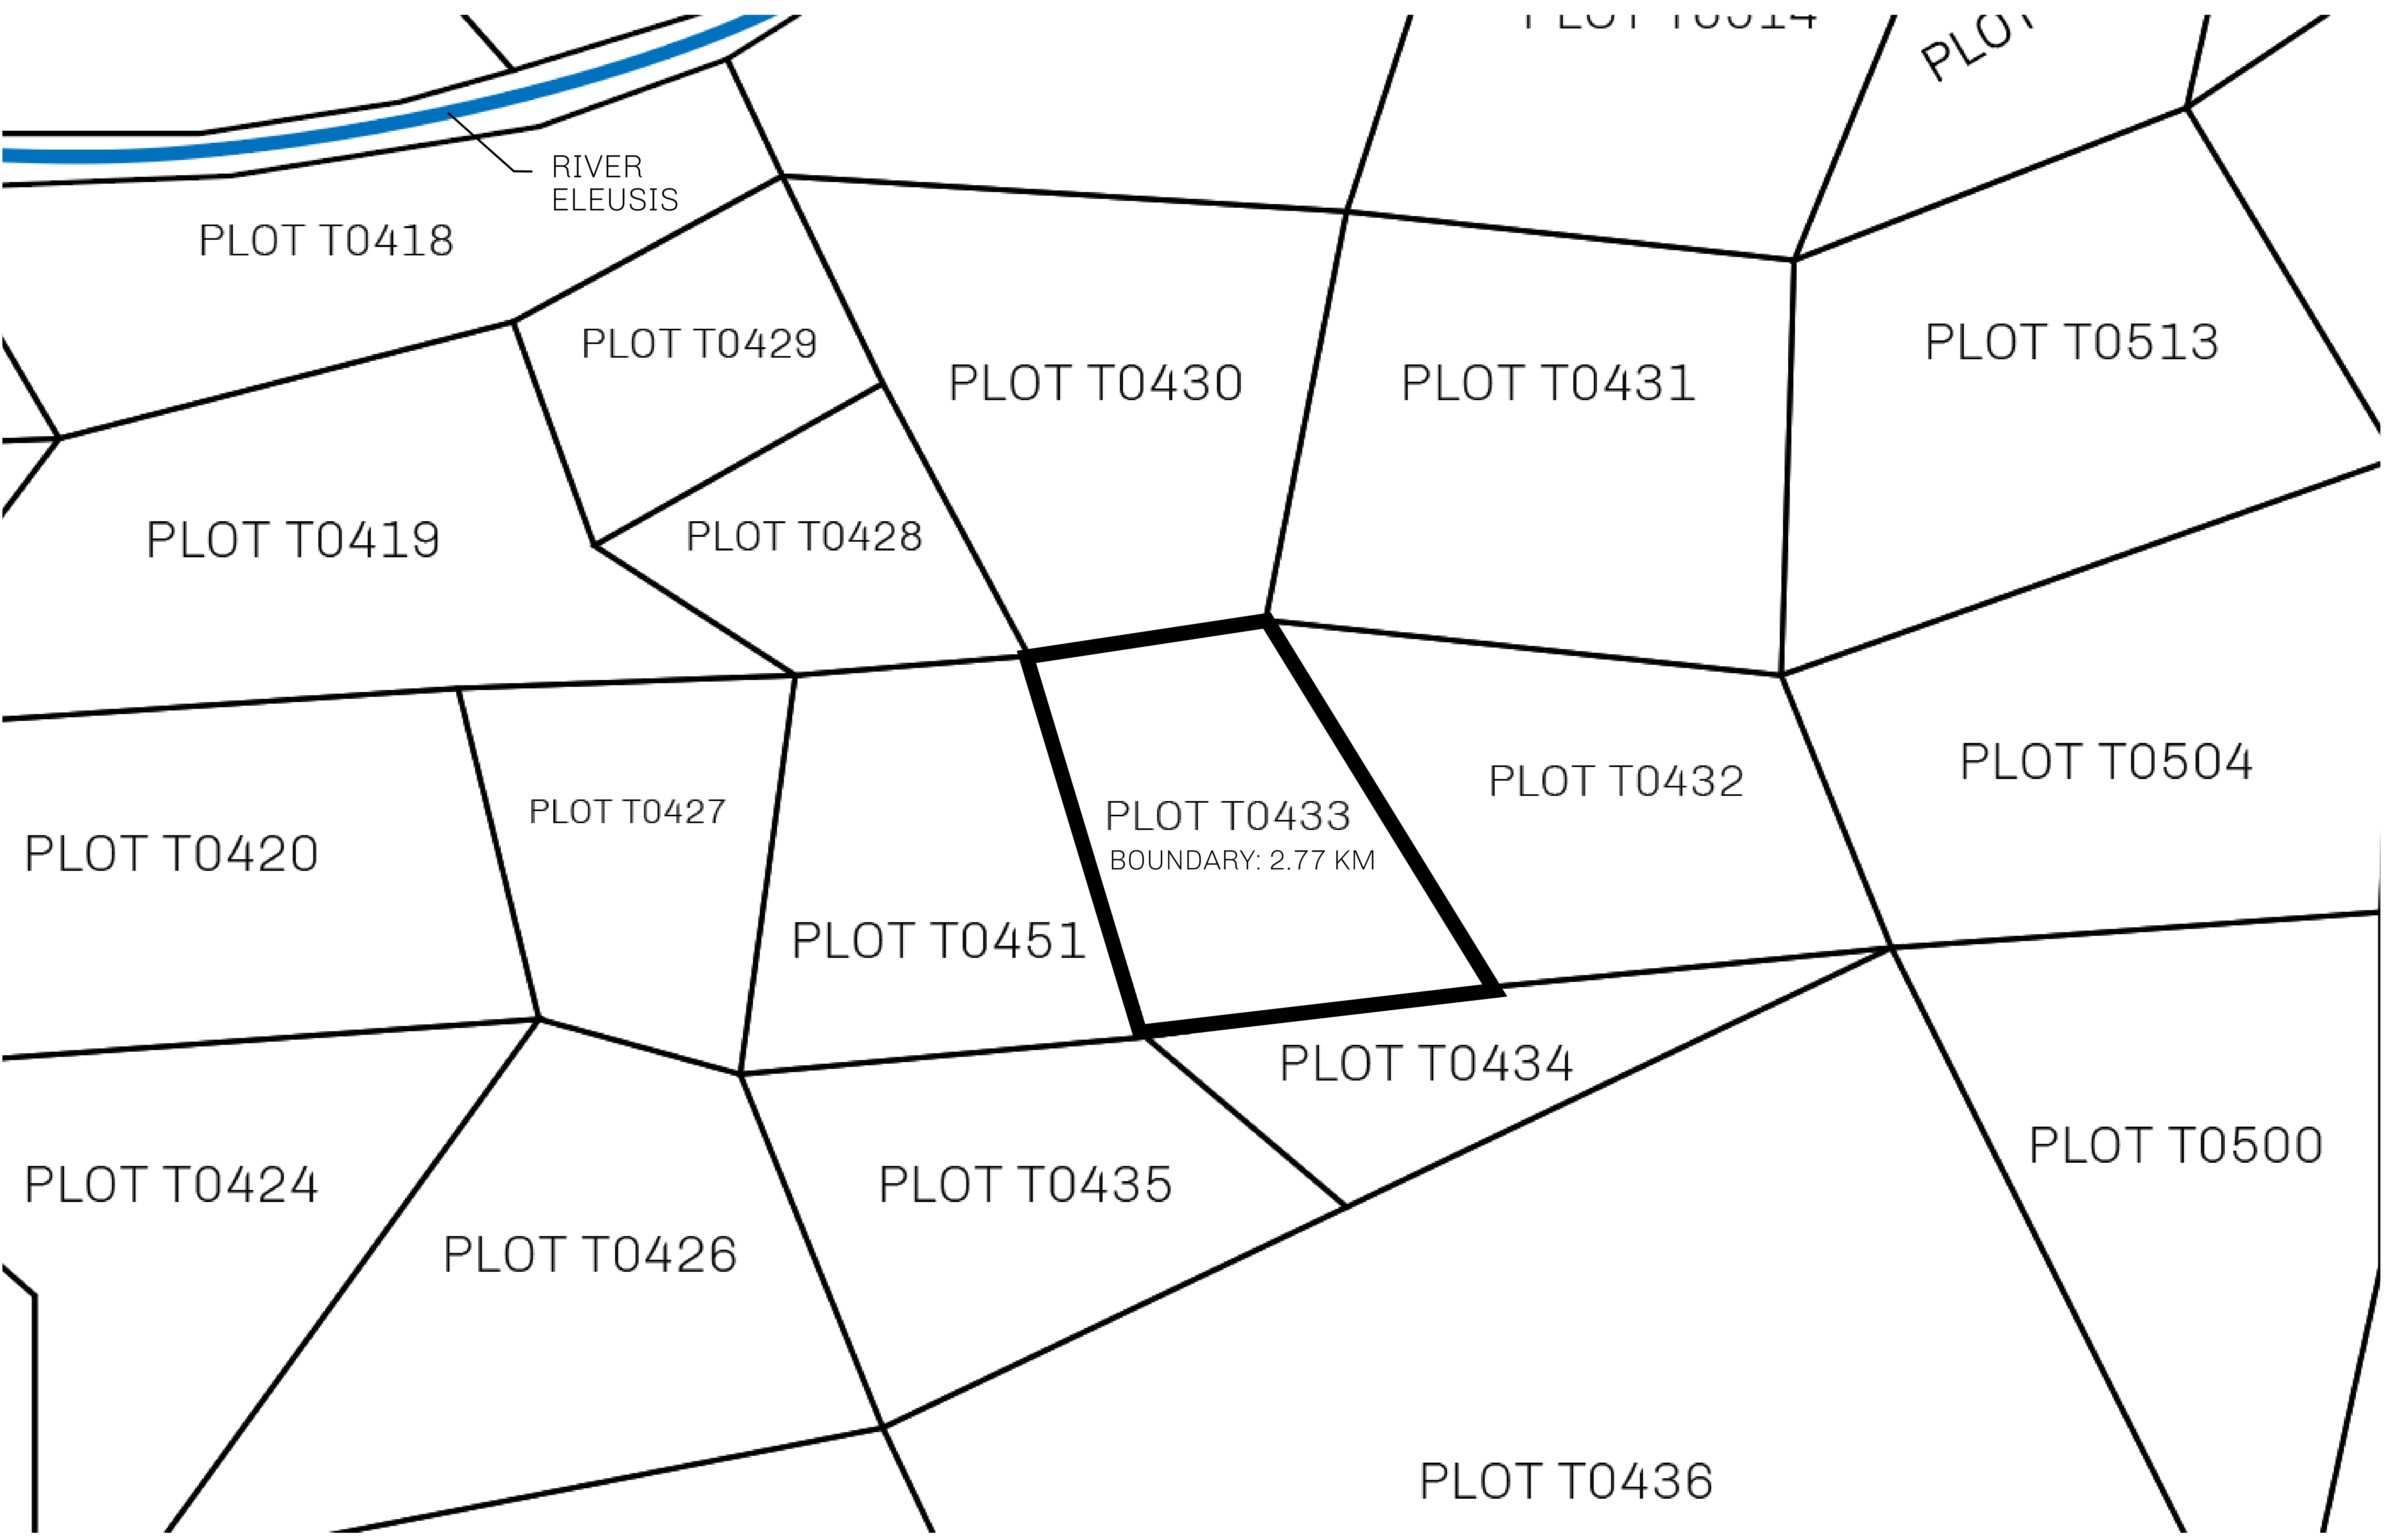 PLOT
RIVER
ELEUSIS
PLOT T0418
PLOT T0429
PLOT T0430
PLOT T0431
PLOT T0513
PLOT T0419
PLOT T0428
PLOT T0420
PLOT T0427
PLOT T0451
PLOT T0433
BOUNDARY: 2.77 KM
PLOT T0432
PLOT T0504
PLOT T0424
PLOT T0426
PLOT T0435
PLOT T0434
PLOT T0500
PLOT T0436